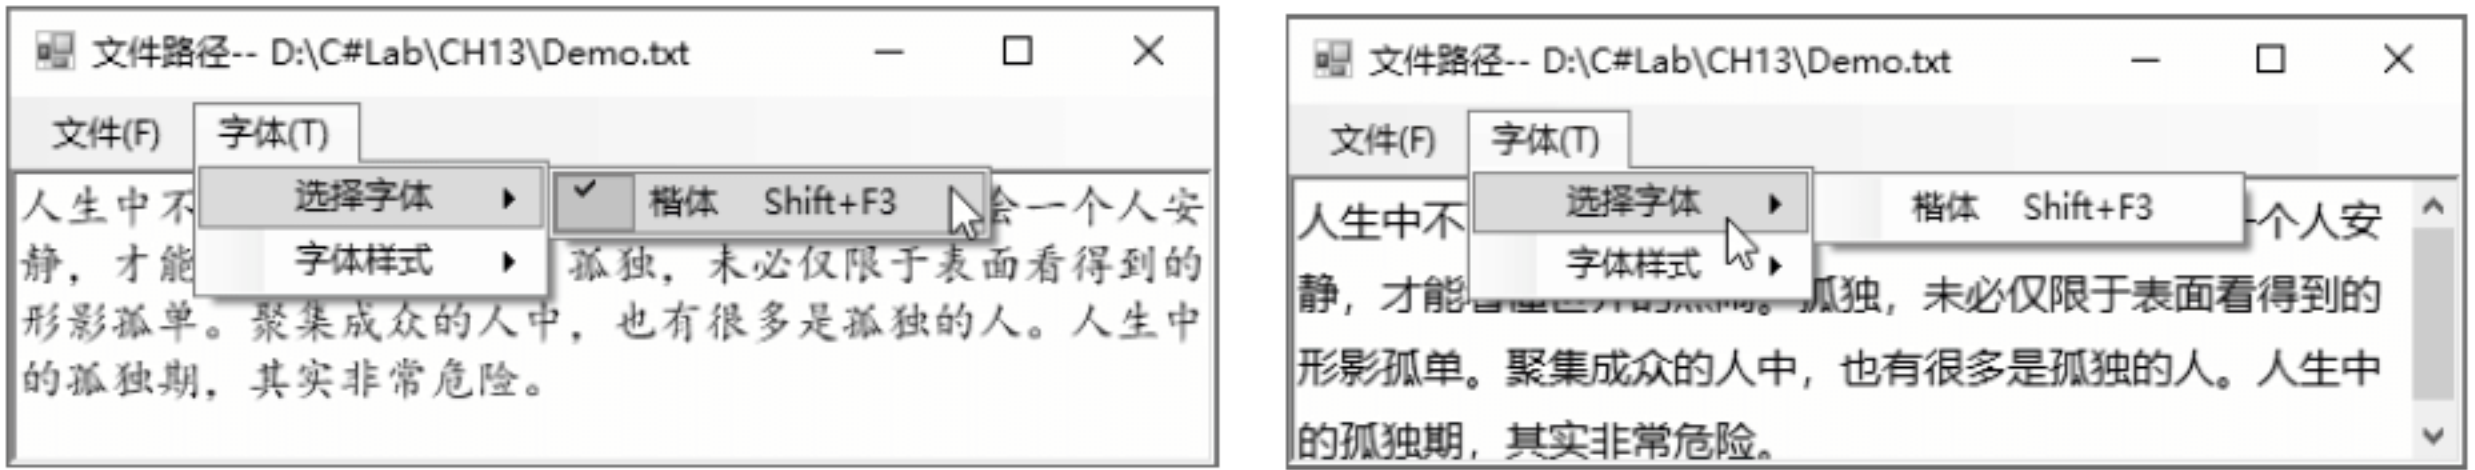 文件路径-- D:\C#Lab\CH13\Demo.txt
文件(F) 字体(T)
选择字体
楷体 Shift+F3
字体样式
人生中不 会一个人安
静，才能 孤独，未必仅限于表面看得到的
形影孤单。聚集成众的人中，也有很多是孤独的人。人生中
的孤独期，其实非常危险。
文件路径-- D:\C#Lab\CH13\Demo.txt
文件(F) 字体(T)
选择字体
楷体 Shift+F3
字体样式
人生中不 一个人安
静，才能 孤独，未必仅限于表面看得到的
形影孤单。聚集成众的人中，也有很多是孤独的人。人生中
的孤独期，其实非常危险。